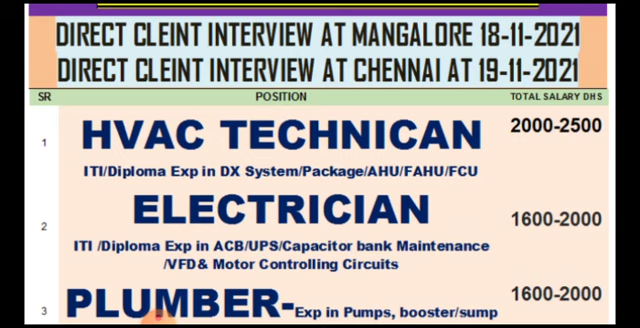 DIRECT CLEINT INTERVIEW AT MANGALORE 18-11-2021
DIRECT CLEINT INTERVIEW AT CHENNAI AT 19-11-2021
SR POSITION TOTAL SALARY DHS
1 HVAC TECHNICAN 2000-2500
ITI/Diploma Exp in DX System/Package/AHU/FAHU/FCU
2 ELECTRICIAN 1600-2000
ITI /Diploma Exp in ACB/UPS/Capacitor bank Maintenance
/VFD& Motor Controlling Circuits
3 PLUMBER-Exp in Pumps, booster/sump 1600-2000